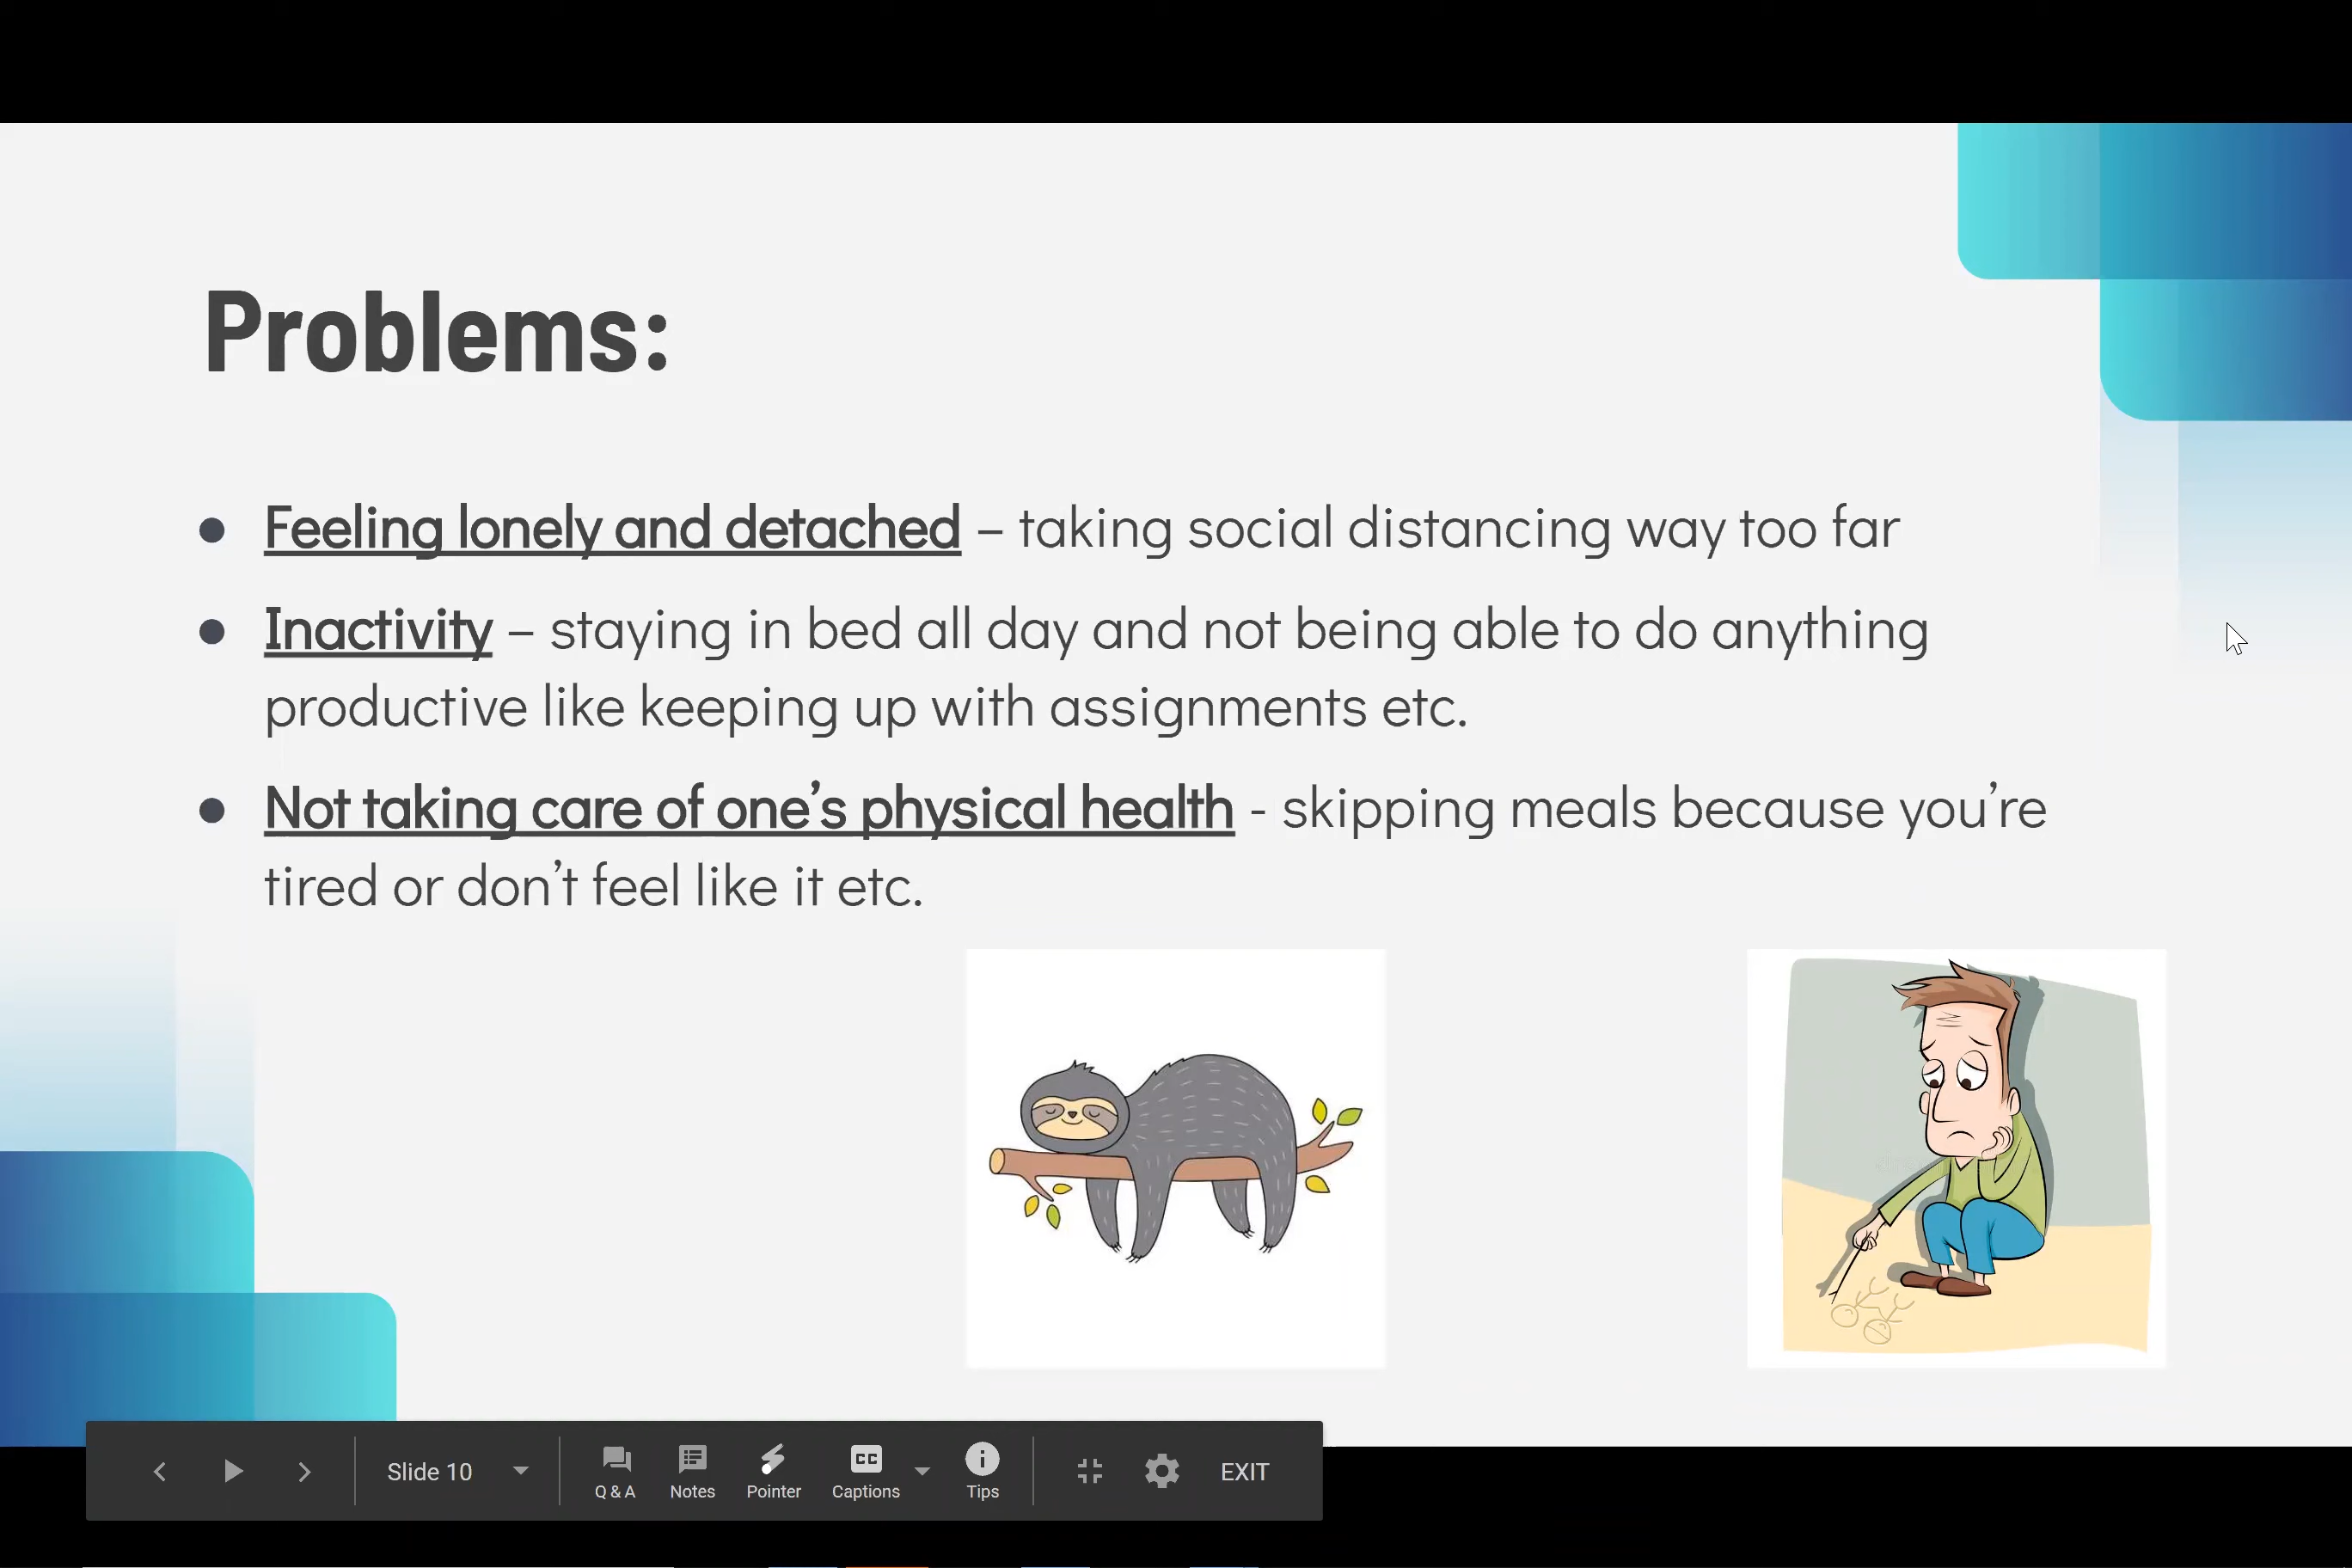 Problems:
● Feeling lonely and detached – taking social distancing way too far
● Inactivity – staying in bed all day and not being able to do anything
productive like keeping up with assignments etc.
● Not taking care of one’s physical health - skipping meals because you’re
tired or don’t feel like it etc.
Slide 10
Q & A
Notes
Pointer
CC
Captions
Tips
EXIT